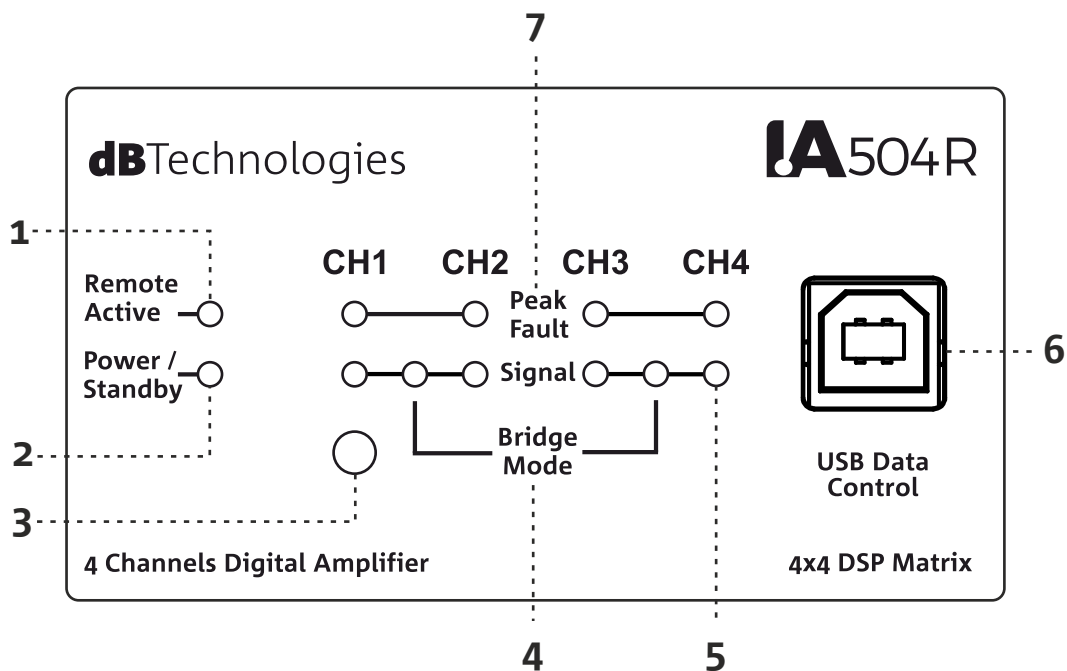 7
dBTechnologies
IA504R
1
CH1 CH2 CH3 CH4
Remote
Active
Peak
Fault
Power /
Standby
Signal
6
Bridge
Mode
2
USB Data
Control
3
4 Channels Digital Amplifier
4x4 DSP Matrix
4
5